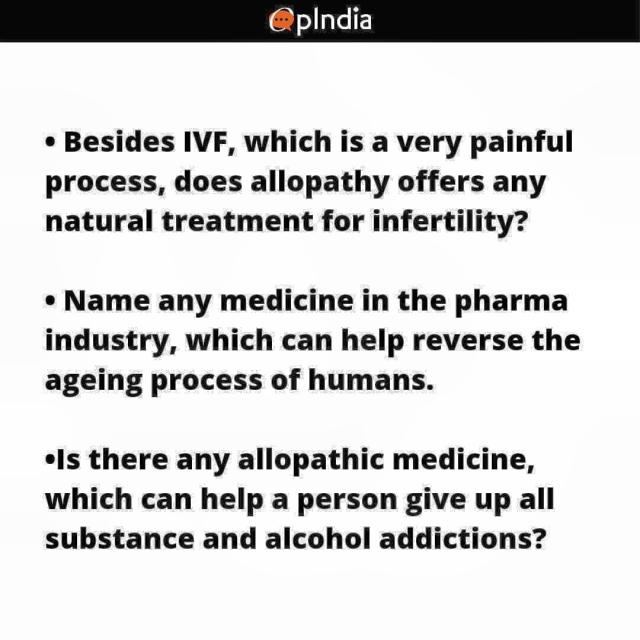 OpIndia
• Besides IVF, which is a very painful
process, does allopathy offers any
natural treatment for infertility?
• Name any medicine in the pharma
industry, which can help reverse the
ageing process of humans.
•Is there any allopathic medicine,
which can help a person give up all
substance and alcohol addictions?